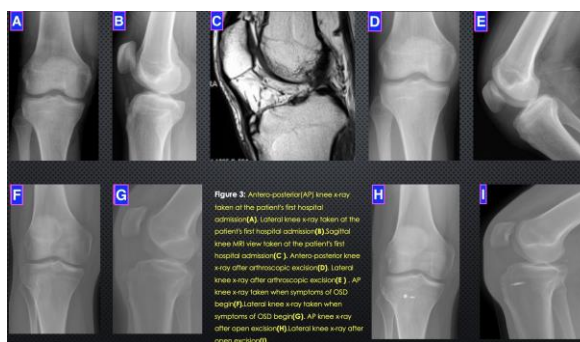 A
B
C
D
E
F
G
H
I
Figure 3: Antero-posterior(AP) knee x-ray
taken at the patient's first hospital
admission(A). Lateral knee x-ray taken at the
patient's first hospital admission(B).Sagittal
knee MRI view taken at the patient's first
hospital admission(C ). Antero-posterior knee
x-ray after arthroscopic excision(D). Lateral
knee x-ray after arthroscopic excision(E ) . AP
knee x-ray taken when symptoms of OSD
begin(F).Lateral knee x-ray taken when
symptoms of OSD begin(G). AP knee x-ray
after open excision(H).Lateral knee x-ray after
open excision(I)